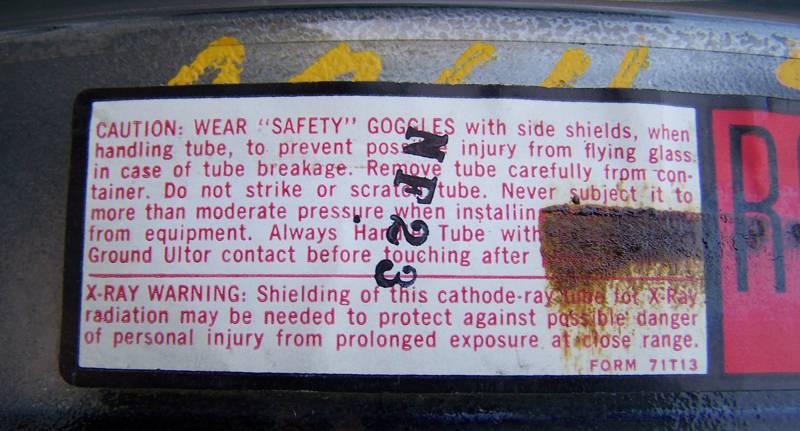 CAUTION: WEAR "SAFETY" GOGGLES with side shields, when
handling tube, to prevent injury from flying glass
in case of tube breakage. Remove tube carefully from con-
tainer. Do not strike or scratch tube. Never subject it to
more than moderate pressure when installin
from equipment. Always Handle Tube with
Ground Ultor contact before touching after
X-RAY WARNING: Shielding of this cathode-ray tube for X-Ray
radiation may be needed to protect against possible danger
of personal injury from prolonged exposure at close range.
FORM 71T13
NF.23
R